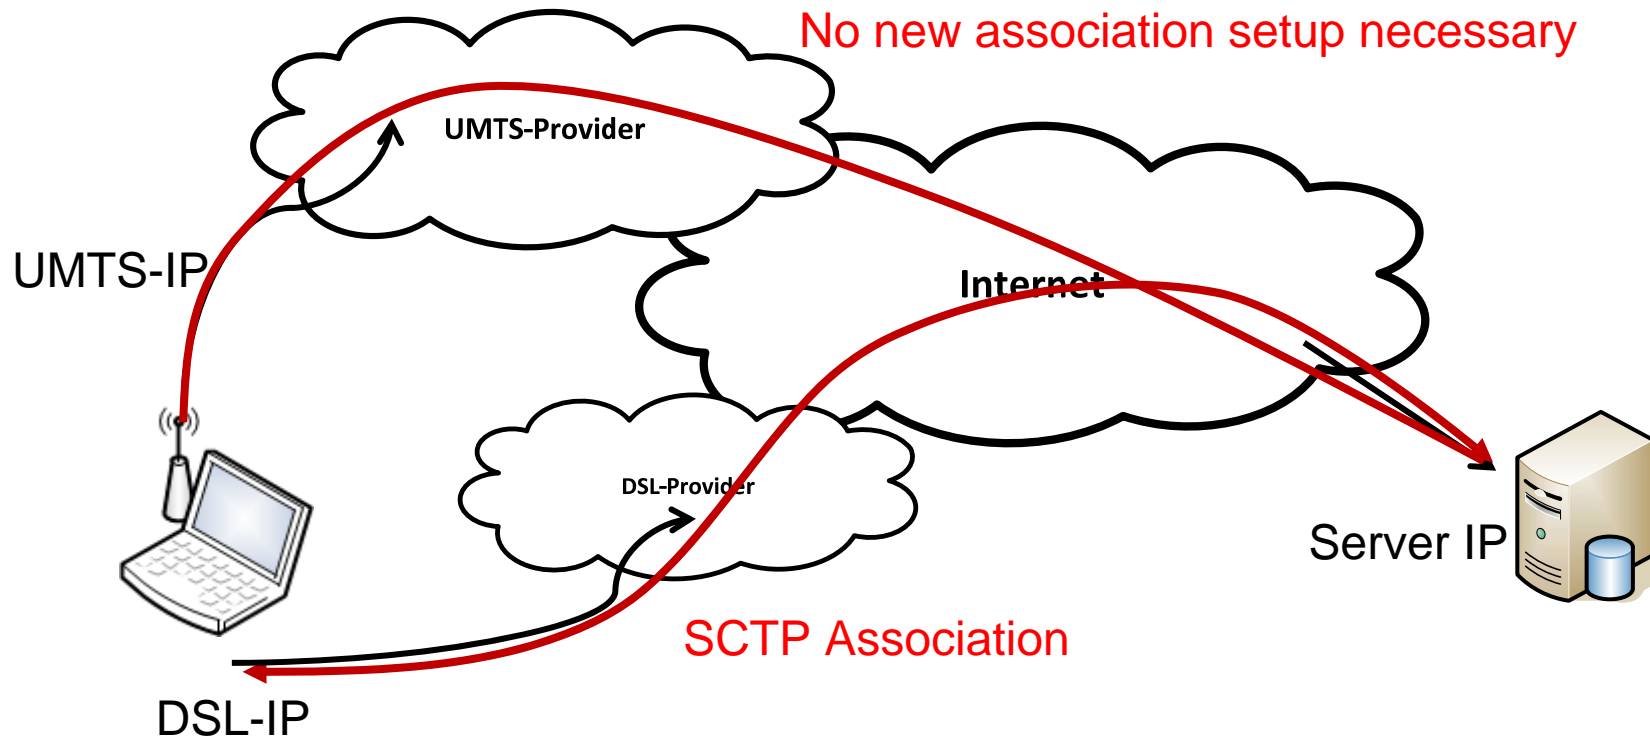 No new association setup necessary
UMTS-Provider
UMTS-IP
Internet
DSL-Provider
Server IP
SCTP Association
DSL-IP